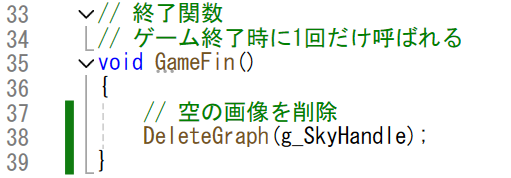 33 // 終了関数
34 // ゲーム終了時に1回だけ呼ばれる
35 void GameFin()
36 {
37 // 空の画像を削除
38 DeleteGraph(g_SkyHandle);
39 }